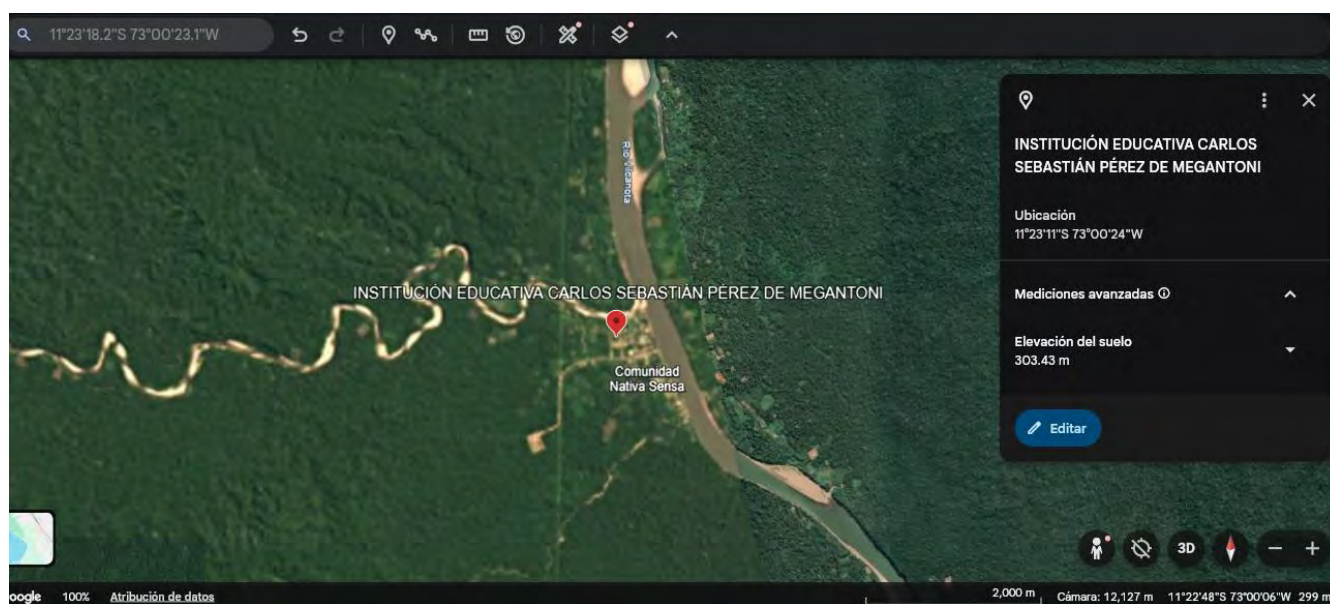 11°23'18.2"S 73°00'23.1"W
INSTITUCIÓN EDUCATIVA CARLOS
SEBASTIÁN PÉREZ DE MEGANTONI
Ubicación
11°23'11"S 73°00'24"W
Mediciones avanzadas
Elevación del suelo
303.43 m
Editar
Río Vilcanota
INSTITUCIÓN EDUCATIVA CARLOS SEBASTIÁN PÉREZ DE MEGANTONI
Comunidad
Nativa Sensa
3D
oogle 100% Atribución de datos 2,000 m Cámara: 12,127 m 11°22'48"S 73°00'06"W 299 m